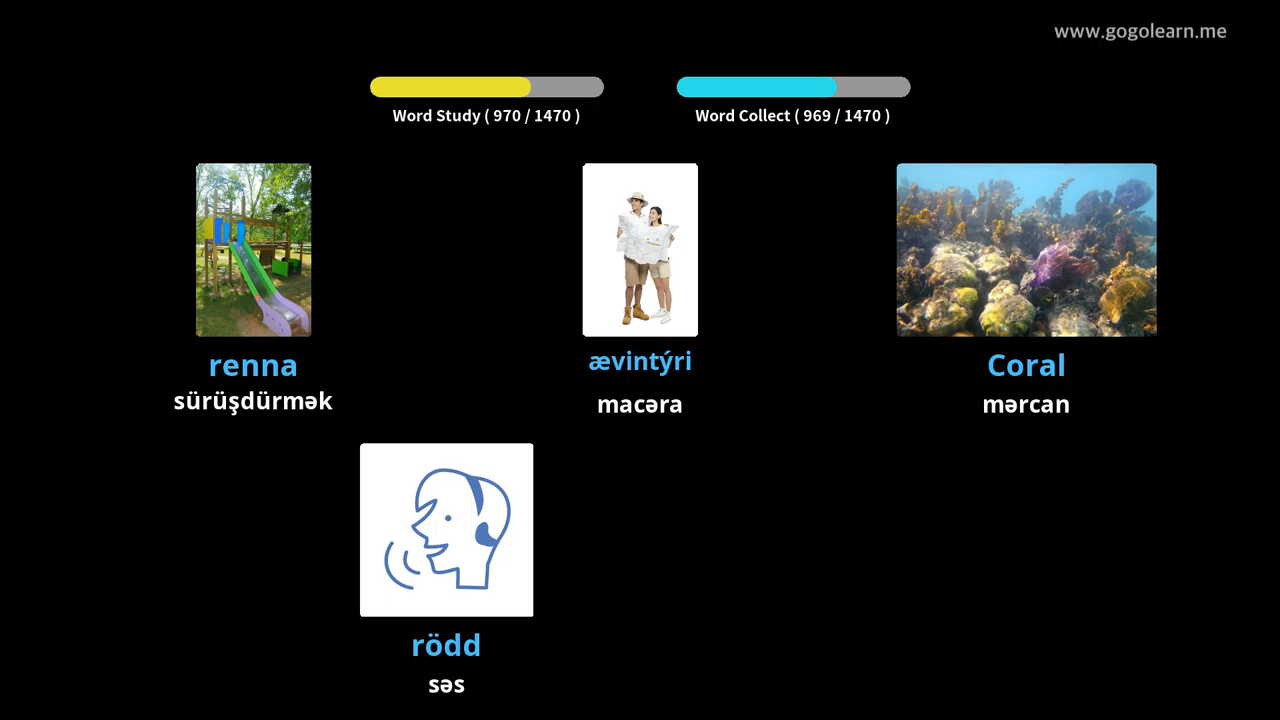 www.gogolearn.me
Word Study ( 970 / 1470 )
Word Collect ( 969 / 1470 )
renna
sürüşdürmək
ævintýri
macəra
Coral
mərcan
rödd
səs